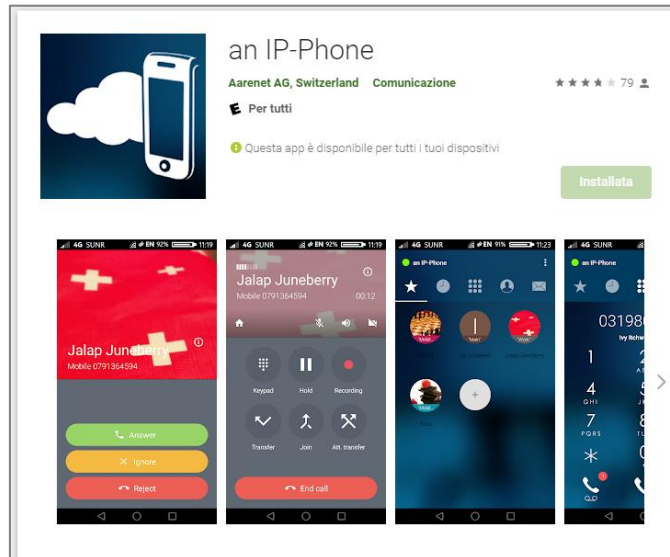 an IP-Phone
Aarenet AG, Switzerland Comunicazione
79
E Per tutti
Questa app è disponibile per tutti i tuoi dispositivi
Installata
4G SUNR EN 92% 11:19
Jalap Juneberry
Mobile 0791364594
Answer
Ignore
Reject
4G SUNR EN 92% 11:19
Jalap Juneberry
Mobile 0791364594 00:12
Keypad Hold Recording
Transfer Join Att. transfer
End call
4G SUNR EN 91% 11:23
an IP-Phone
4G SUNR
an IP-Phone
03198
1
4
GHI
7
PQRS